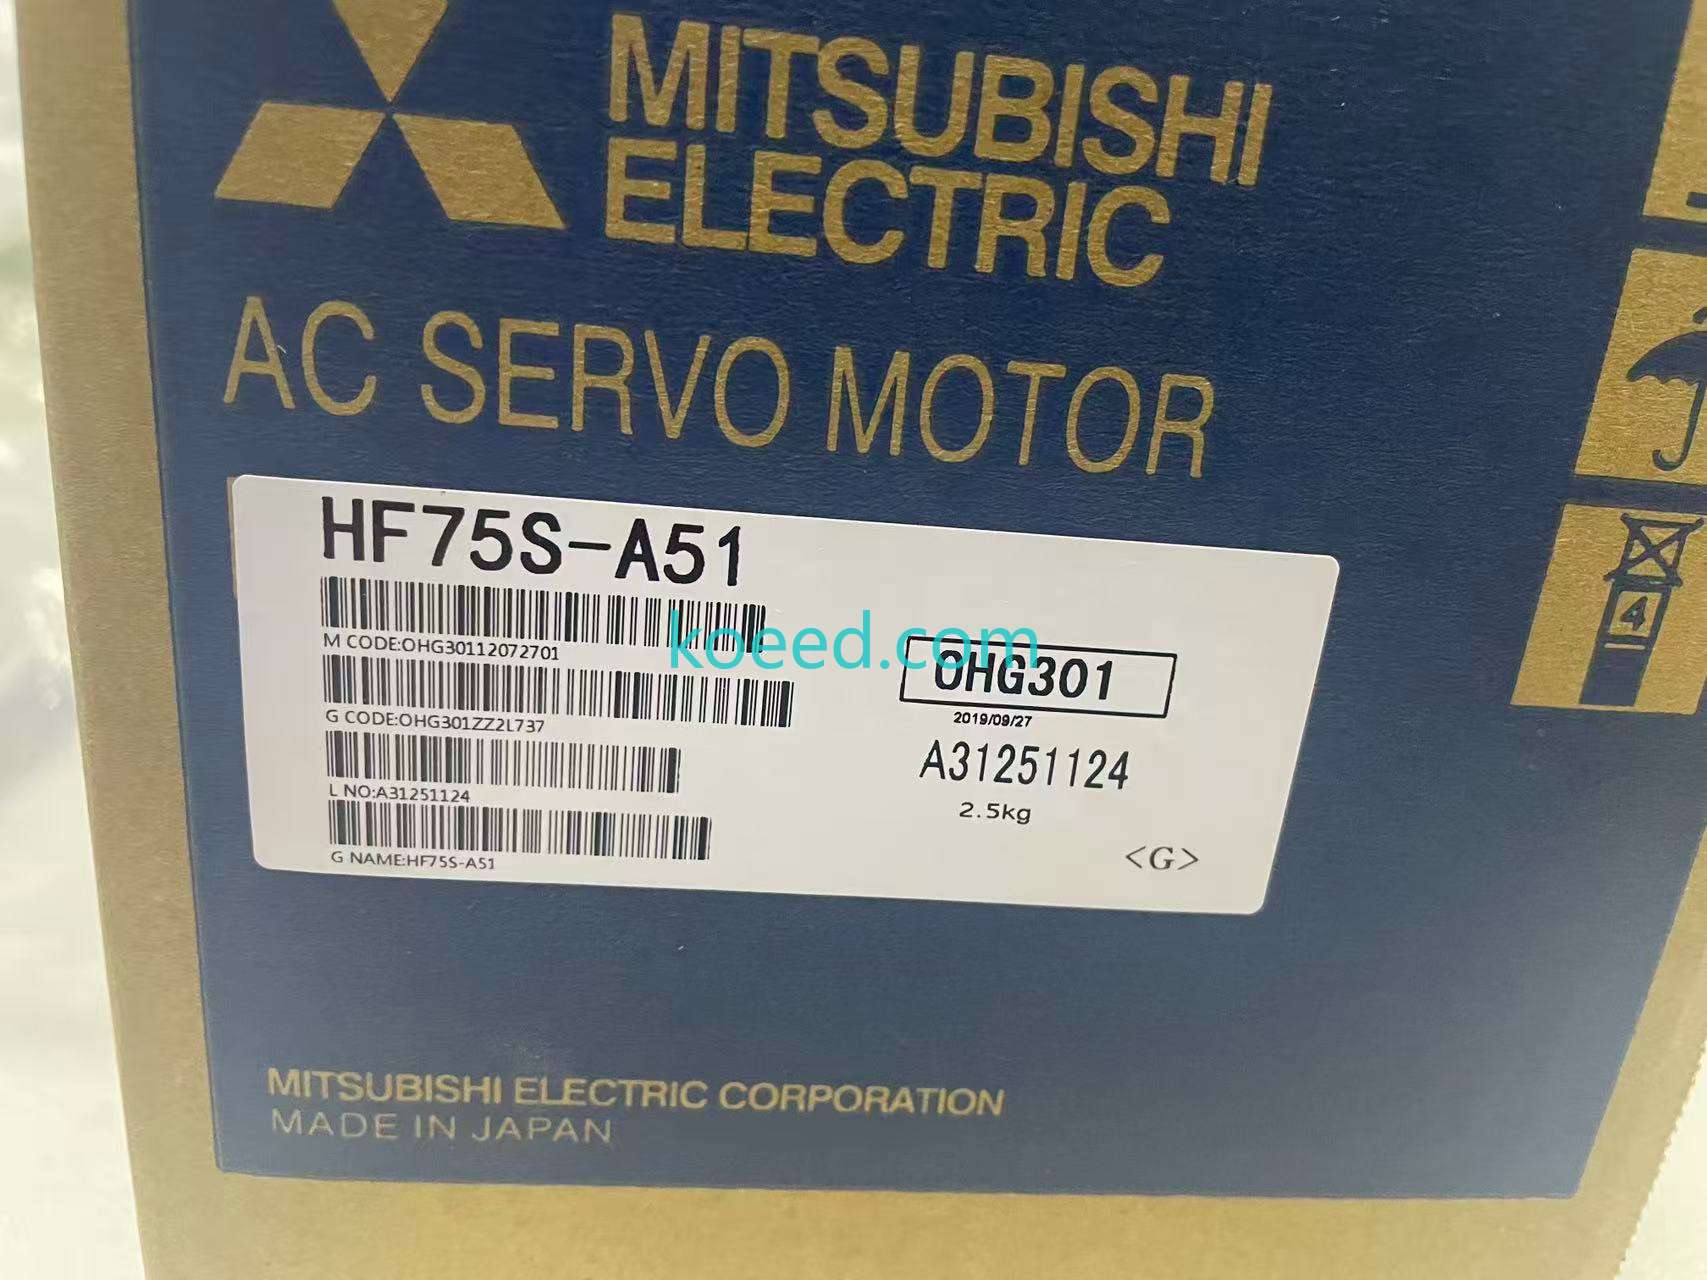 MITSUBISHI
ELECTRIC
AC SERVO MOTOR
HF75S-A51
M CODE:OHG30112072701
G CODE:OHG301ZZ2L737
L NO:A31251124
G NAME:HF75S-A51
koeed.com
OHG301
2019/09/27
A31251124
2.5kg
<G>
4
MITSUBISHI ELECTRIC CORPORATION
MADE IN JAPAN